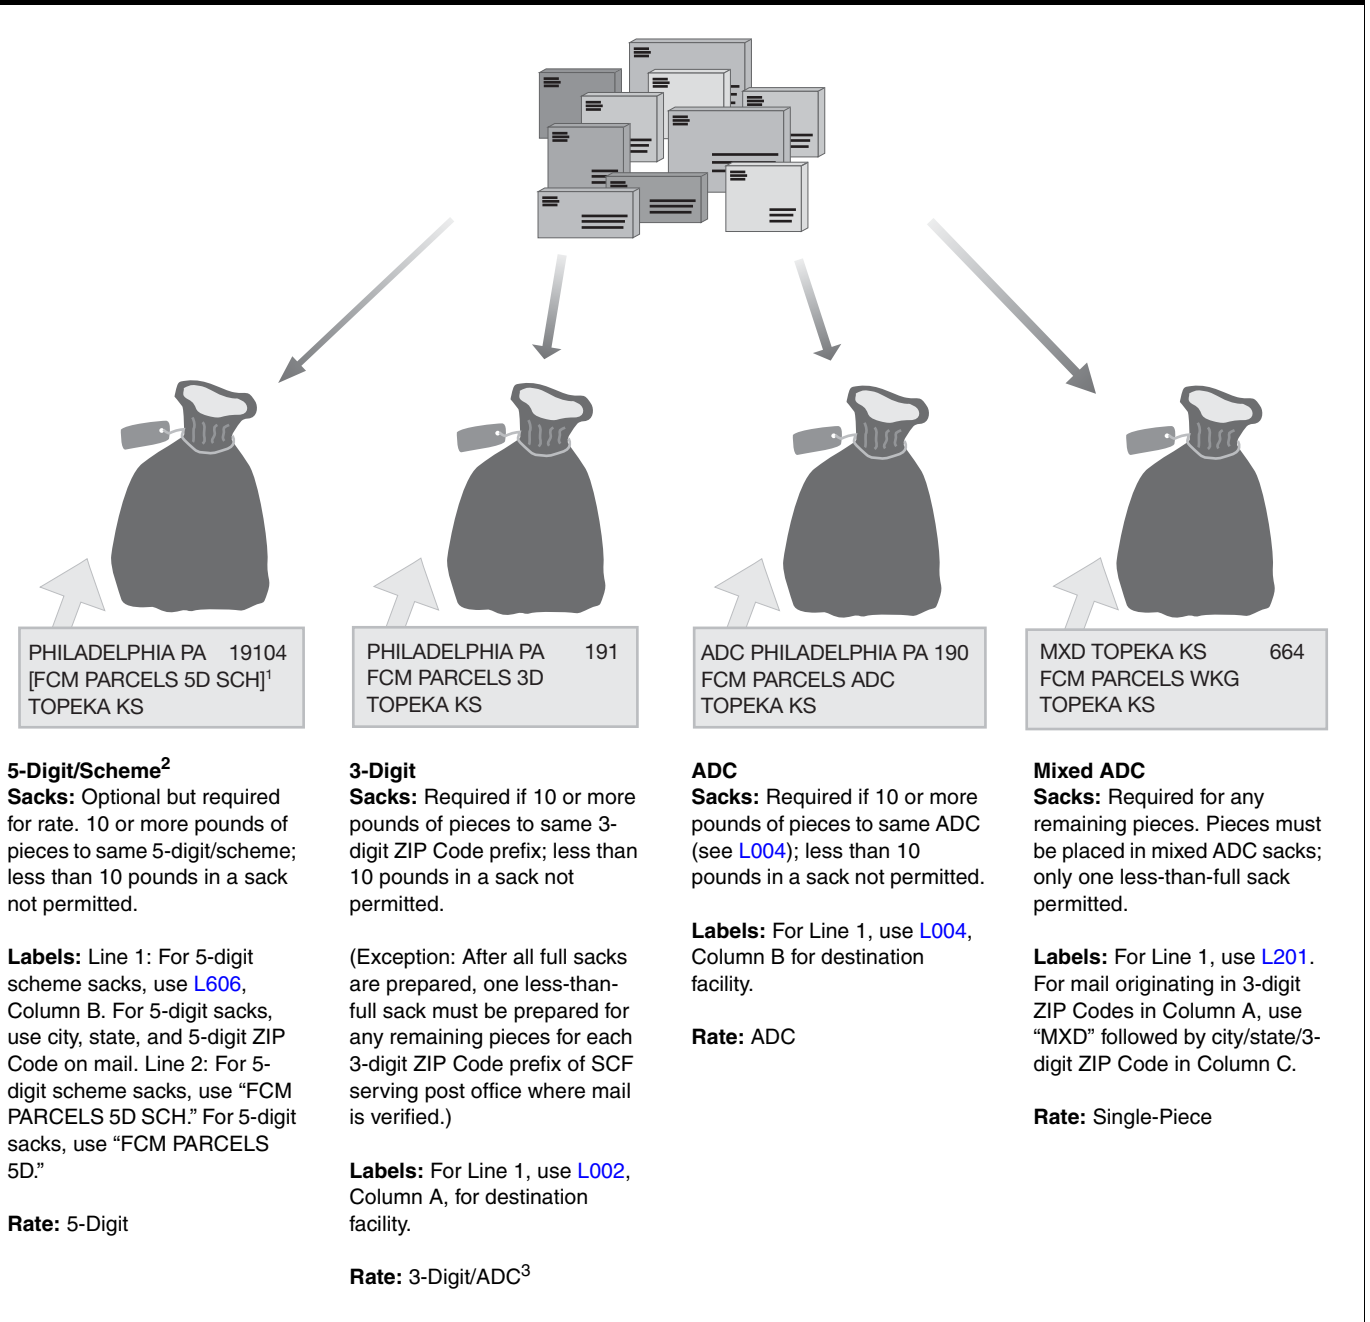 PHILADELPHIA PA 19104
[FCM PARCELS 5D SCH]1
TOPEKA KS
PHILADELPHIA PA 191
FCM PARCELS 3D
TOPEKA KS
ADC PHILADELPHIA PA 190
FCM PARCELS ADC
TOPEKA KS
MXD TOPEKA KS 664
FCM PARCELS WKG
TOPEKA KS
5-Digit/Scheme2
Sacks: Optional but required
for rate. 10 or more pounds of
pieces to same 5-digit/scheme;
less than 10 pounds in a sack
not permitted.
Labels: Line 1: For 5-digit
scheme sacks, use L606,
Column B. For 5-digit sacks,
use city, state, and 5-digit ZIP
Code on mail. Line 2: For 5-
digit scheme sacks, use “FCM
PARCELS 5D SCH.” For 5-digit
sacks, use “FCM PARCELS
5D.”
Rate: 5-Digit
3-Digit
Sacks: Required if 10 or more
pounds of pieces to same 3-
digit ZIP Code prefix; less than
10 pounds in a sack not
permitted.
(Exception: After all full sacks
are prepared, one less-than-
full sack must be prepared for
any remaining pieces for each
3-digit ZIP Code prefix of SCF
serving post office where mail
is verified.)
Labels: For Line 1, use L002,
Column A, for destination
facility.
Rate: 3-Digit/ADC3
ADC
Sacks: Required if 10 or more
pounds of pieces to same ADC
(see L004); less than 10
pounds in a sack not permitted.
Labels: For Line 1, use L004,
Column B for destination
facility.
Rate: ADC
Mixed ADC
Sacks: Required for any
remaining pieces. Pieces must
be placed in mixed ADC sacks;
only one less-than-full sack
permitted.
Labels: For Line 1, use L201.
For mail originating in 3-digit
ZIP Codes in Column A, use
“MXD” followed by city/state/3-
digit ZIP Code in Column C.
Rate: Single-Piece